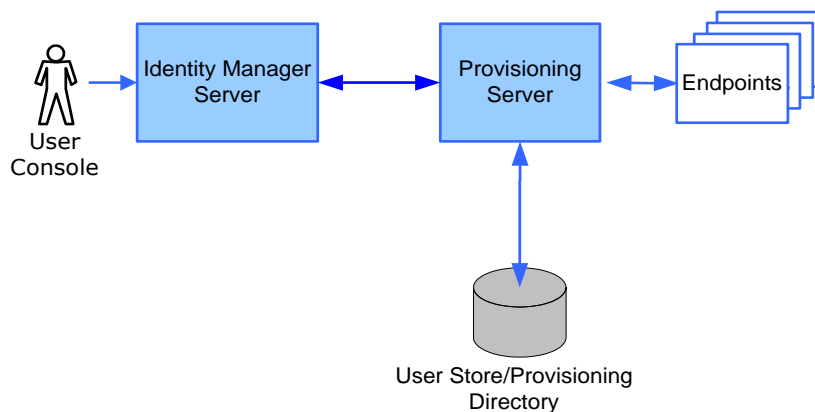 Identity Manager
Server
Provisioning
Server
Endpoints
User
Console
User Store/Provisioning
Directory